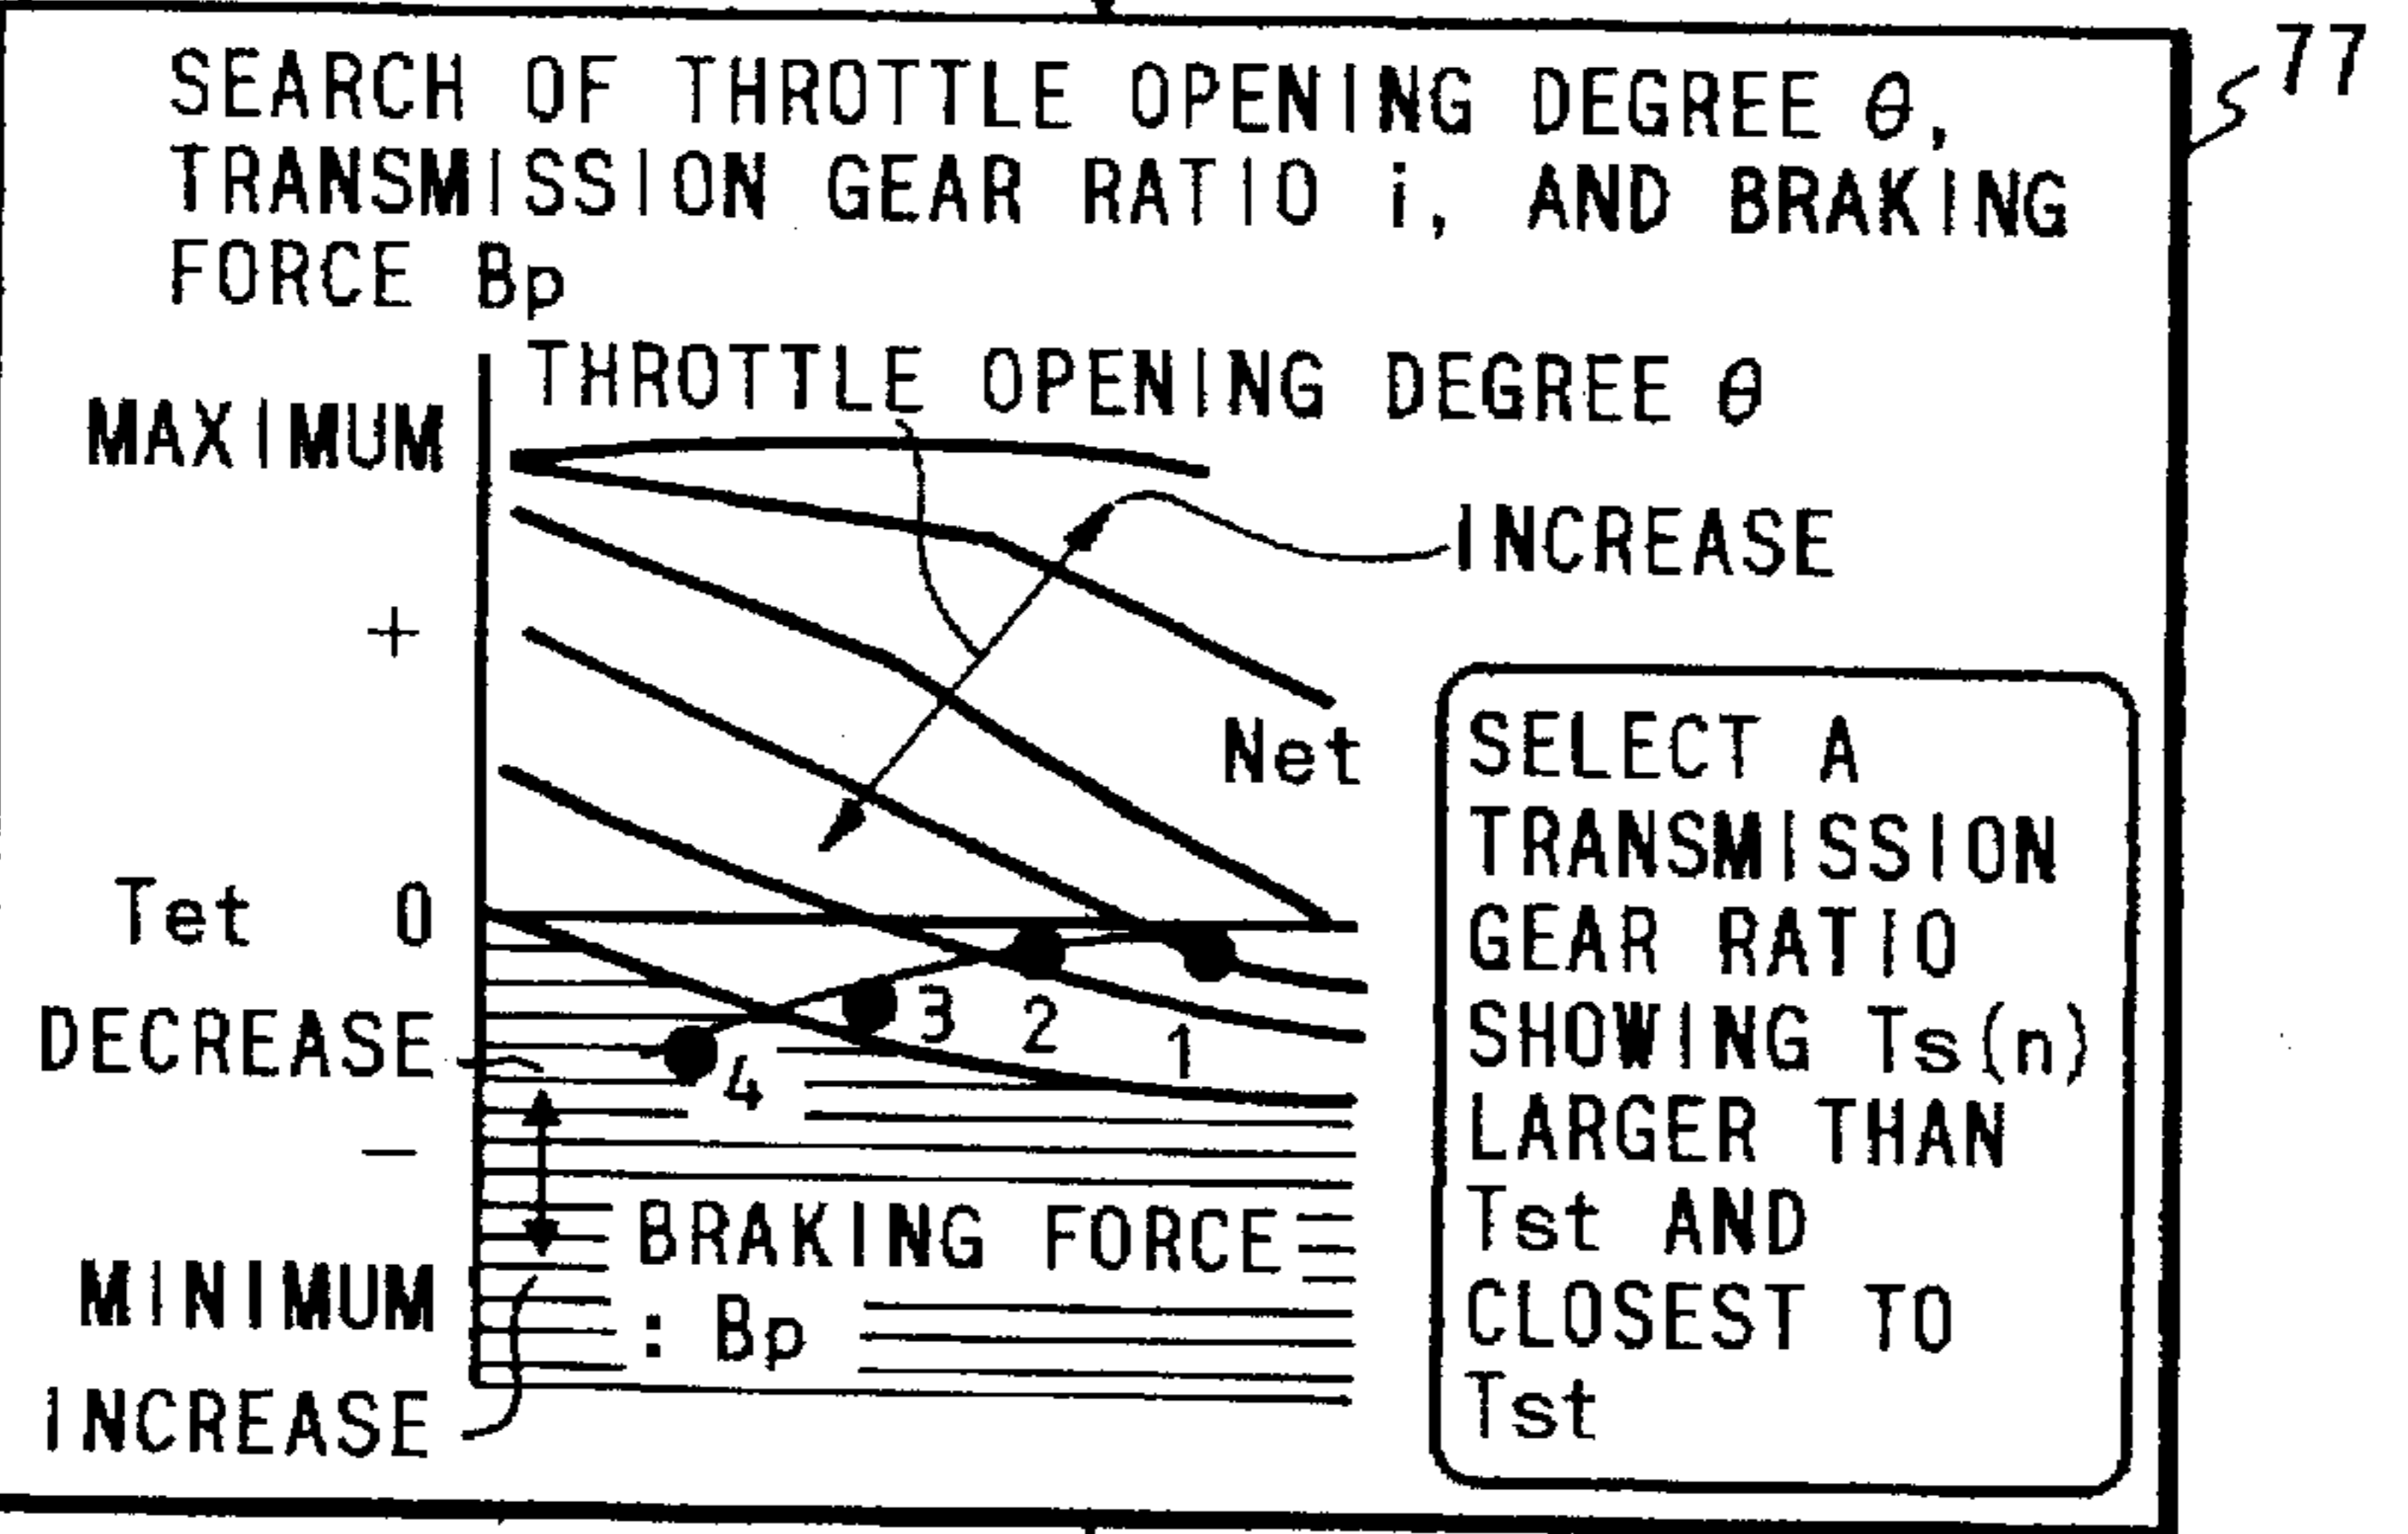 77
SEARCH OF THROTTLE OPENING DEGREE θ,
TRANSMISSION GEAR RATIO i, AND BRAKING
FORCE Bp
THROTTLE OPENING DEGREE θ
MAXIMUM
INCREASE
+
Net
Tet 0
DECREASE
3 2 1
4
−
BRAKING FORCE
: Bp
MINIMUM
INCREASE
SELECT A
TRANSMISSION
GEAR RATIO
SHOWING Ts(n)
LARGER THAN
Tst AND
CLOSEST TO
Tst